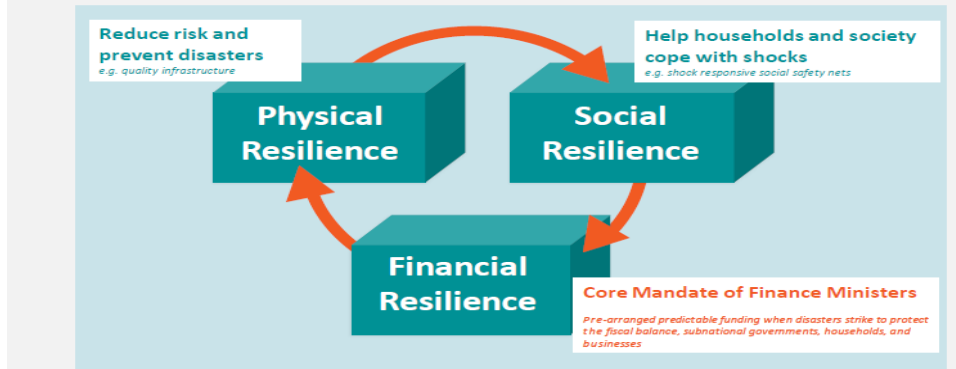 Reduce risk and
prevent disasters
e.g. quality infrastructure
Help households and society
cope with shocks
e.g. shock responsive social safety nets
Physical
Resilience
Social
Resilience
Financial
Resilience
Core Mandate of Finance Ministers
Pre-arranged predictable funding when disasters strike to protect
the fiscal balance, subnational governments, households, and
businesses